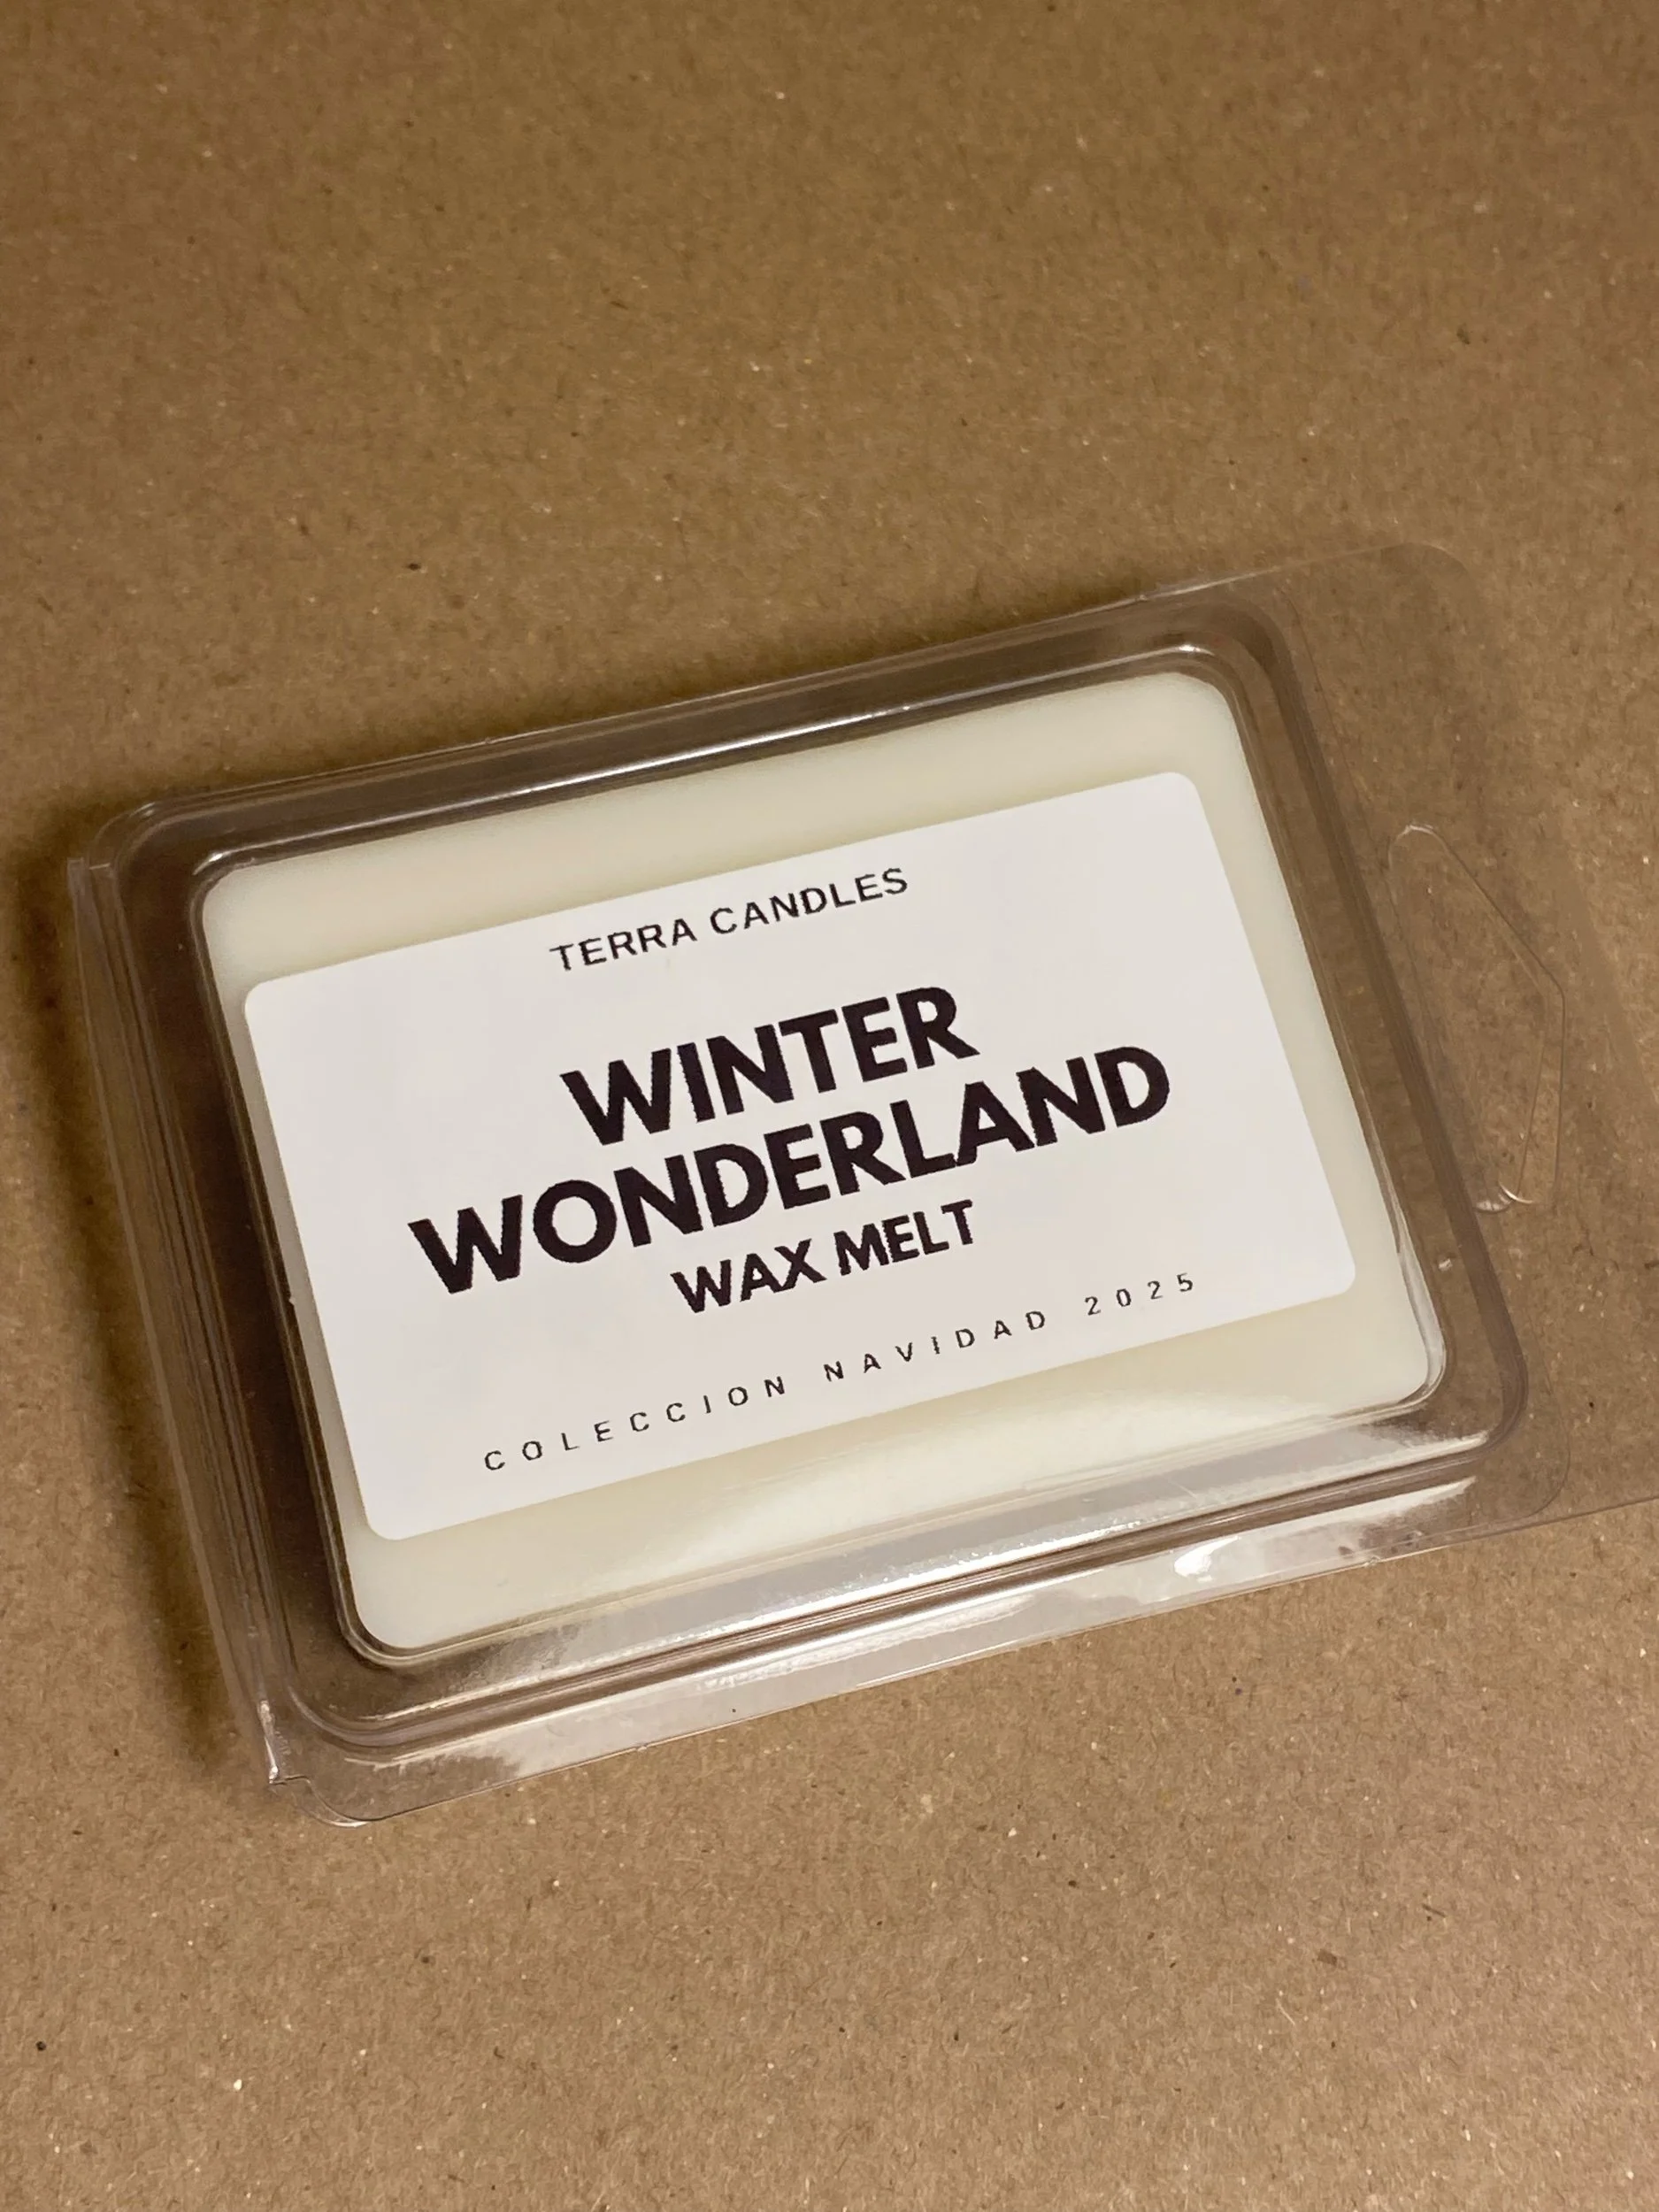 TERRA CANDLES
WINTER
WONDERLAND
WAX MELT
COLECCION NAVIDAD 2025